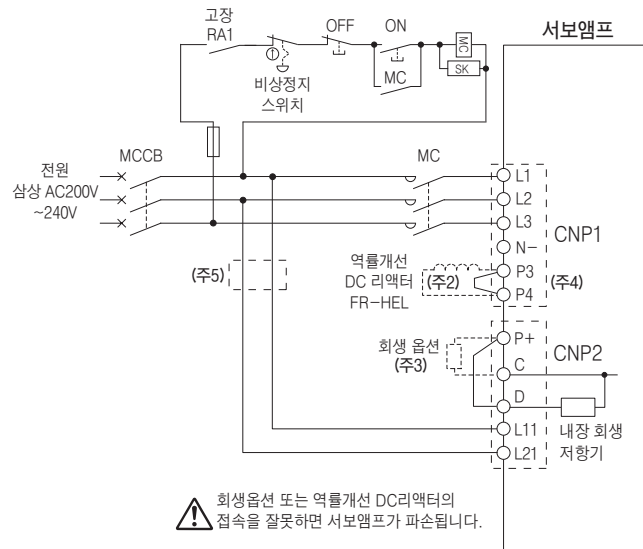 고장
RA1
OFF
ON
①
비상정지
스위치
MC
SK
MC
서보앰프
전원
삼상 AC200V
~240V
MCCB
MC
L1
L2
L3
N-
P3
P4
CNP1
(주4)
역률개선
DC 리액터
FR-HEL
(주2)
(주5)
회생 옵션
(주3)
P+
C
D
L11
L21
CNP2
내장 회생
저항기
회생옵션 또는 역률개선 DC리액터의
접속을 잘못하면 서보앰프가 파손됩니다.